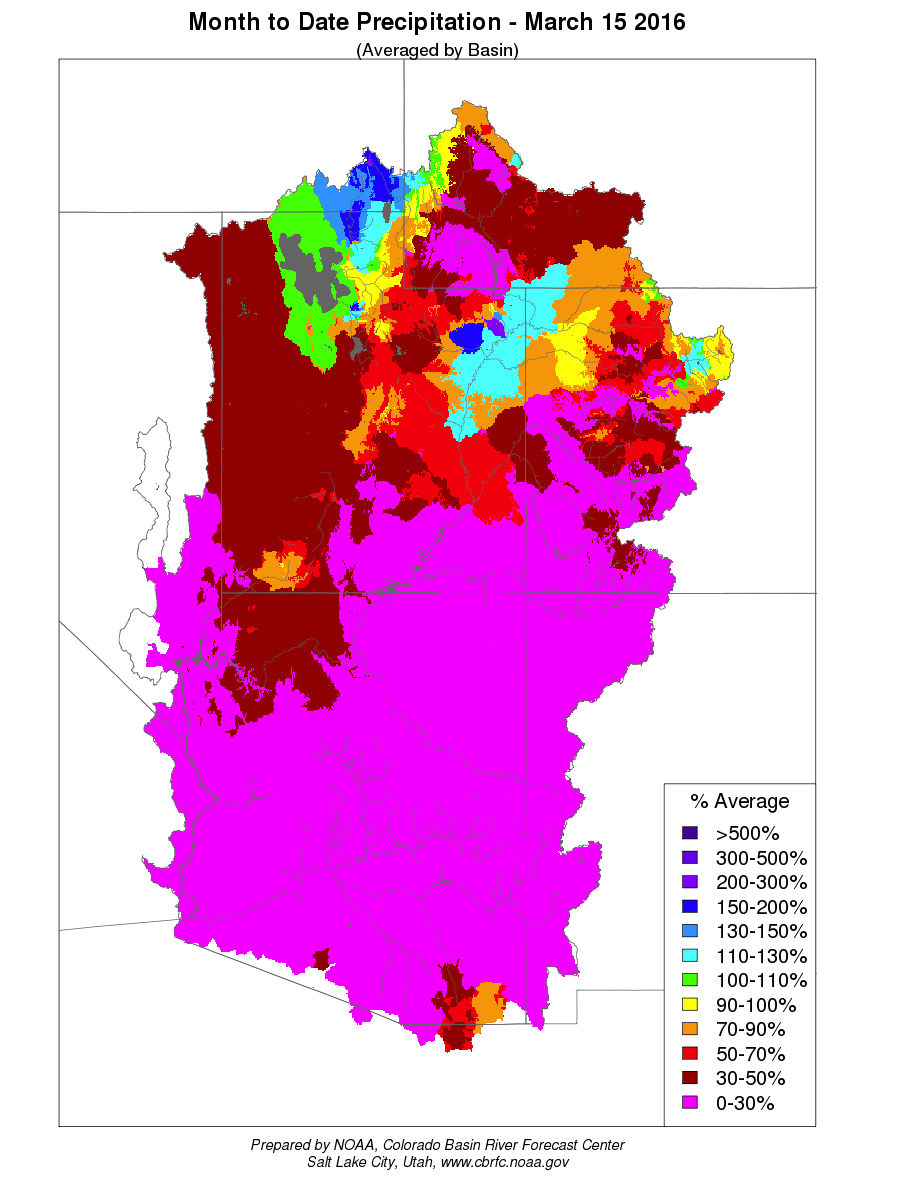 Month to Date Precipitation - March 15 2016
(Averaged by Basin)
% Average
>500%
300-500%
200-300%
150-200%
130-150%
110-130%
100-110%
90-100%
70-90%
50-70%
30-50%
0-30%
Prepared by NOAA, Colorado Basin River Forecast Center
Salt Lake City, Utah, www.cbrfc.noaa.gov